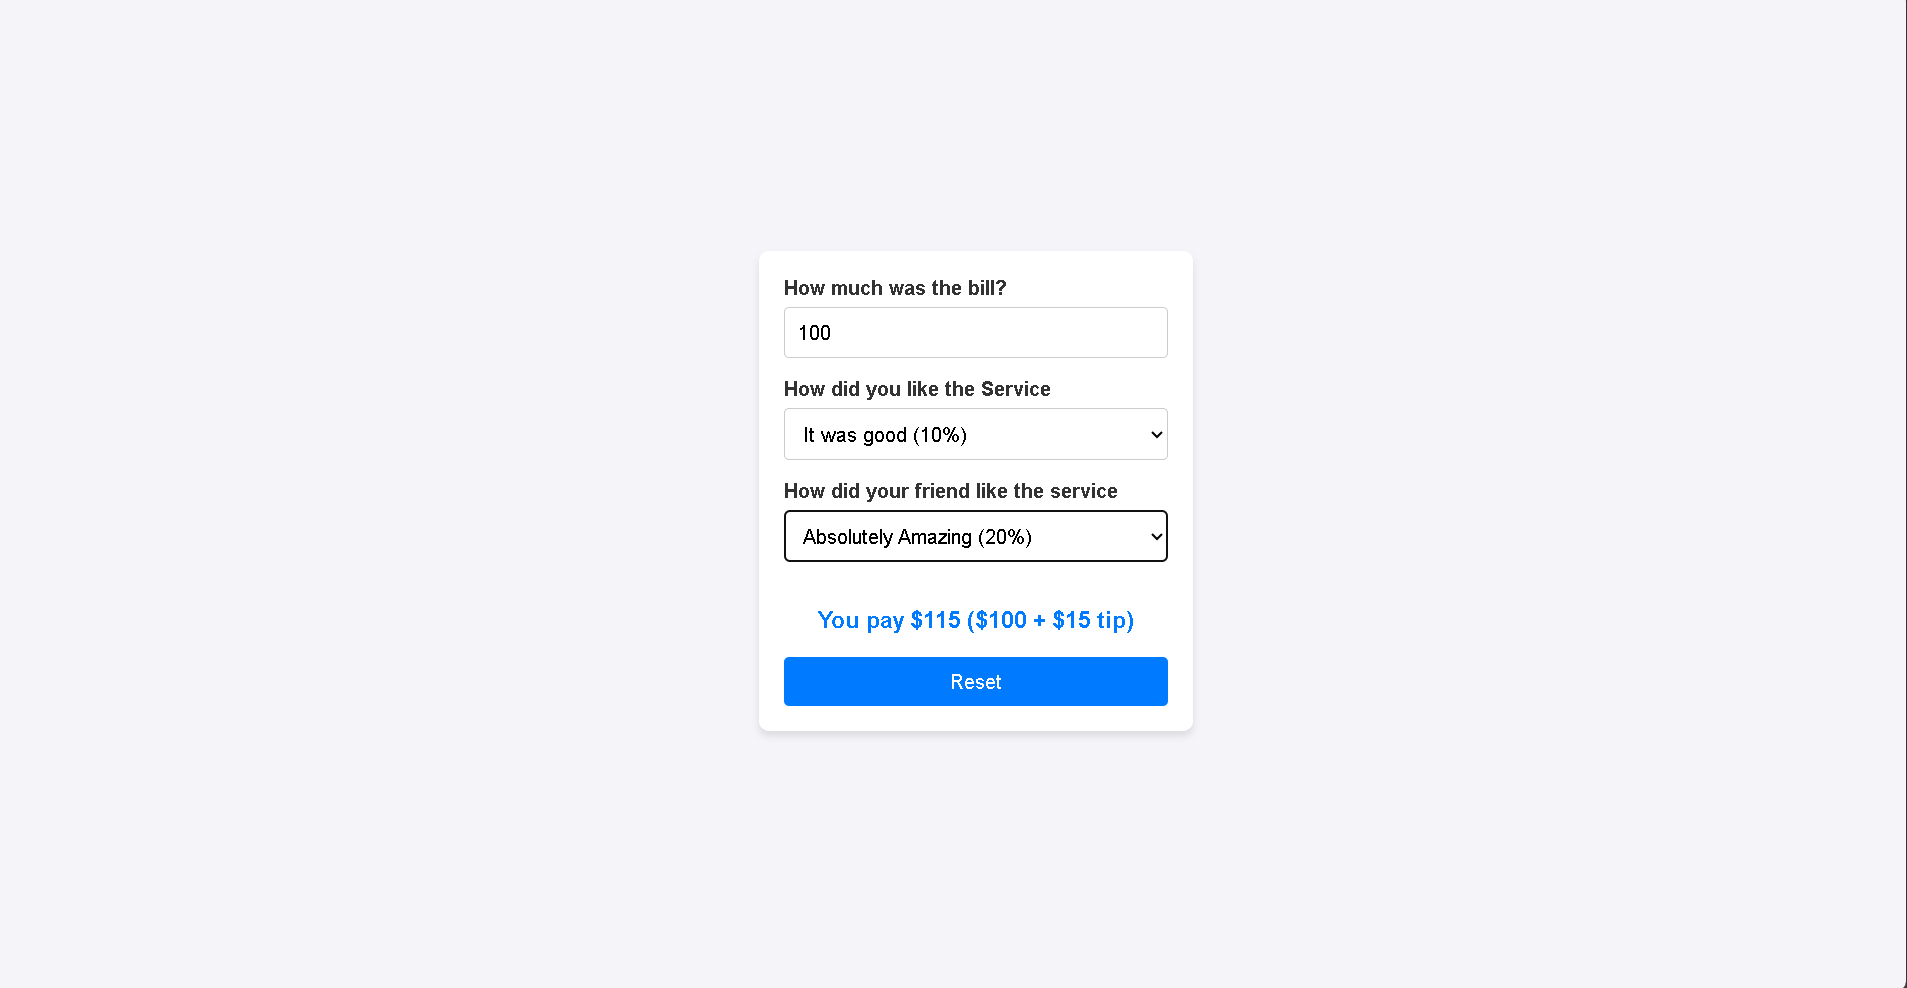 How much was the bill?
100
How did you like the Service
It was good (10%)
How did your friend like the service
Absolutely Amazing (20%)
You pay $115 ($100 + $15 tip)
Reset